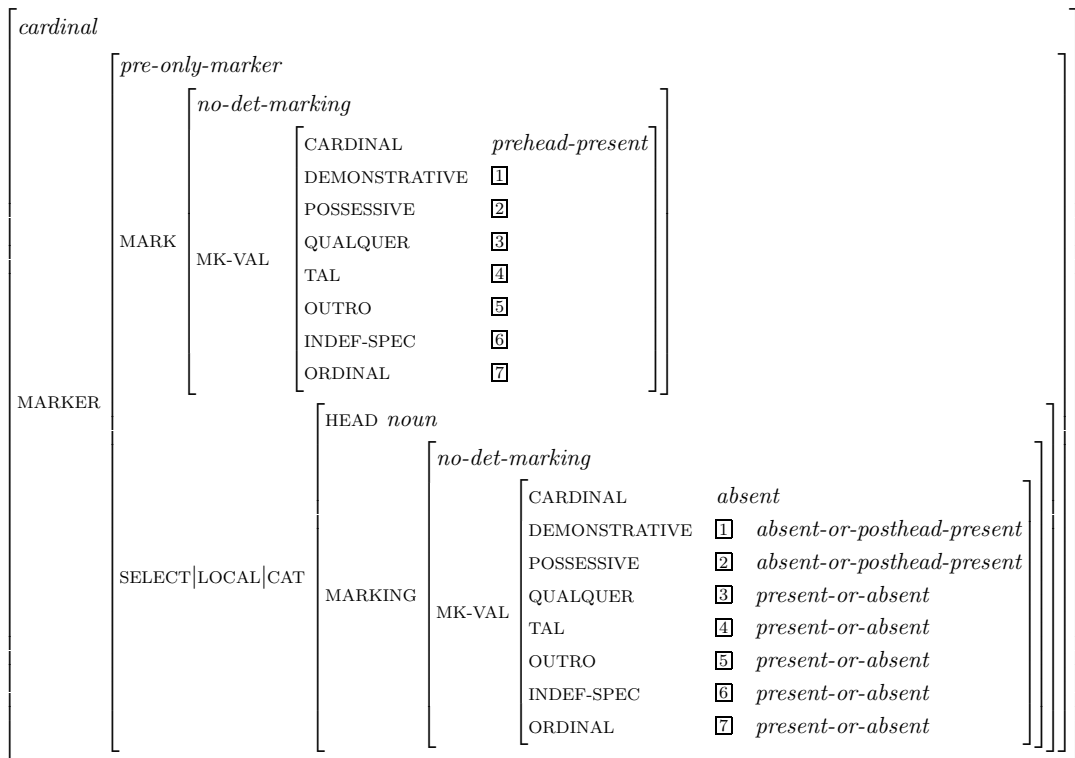 cardinal
pre-only-marker
no-det-marking
CARDINAL prehead-present
DEMONSTRATIVE 1
POSSESSIVE 2
MARK MK-VAL QUALQUER 3
TAL 4
OUTRO 5
INDEF-SPEC 6
ORDINAL 7
MARKER
HEAD noun
no-det-marking
CARDINAL absent
DEMONSTRATIVE 1 absent-or-posthead-present
POSSESSIVE 2 absent-or-posthead-present
SELECT|LOCAL|CAT MARKING MK-VAL QUALQUER 3 present-or-absent
TAL 4 present-or-absent
OUTRO 5 present-or-absent
INDEF-SPEC 6 present-or-absent
ORDINAL 7 present-or-absent